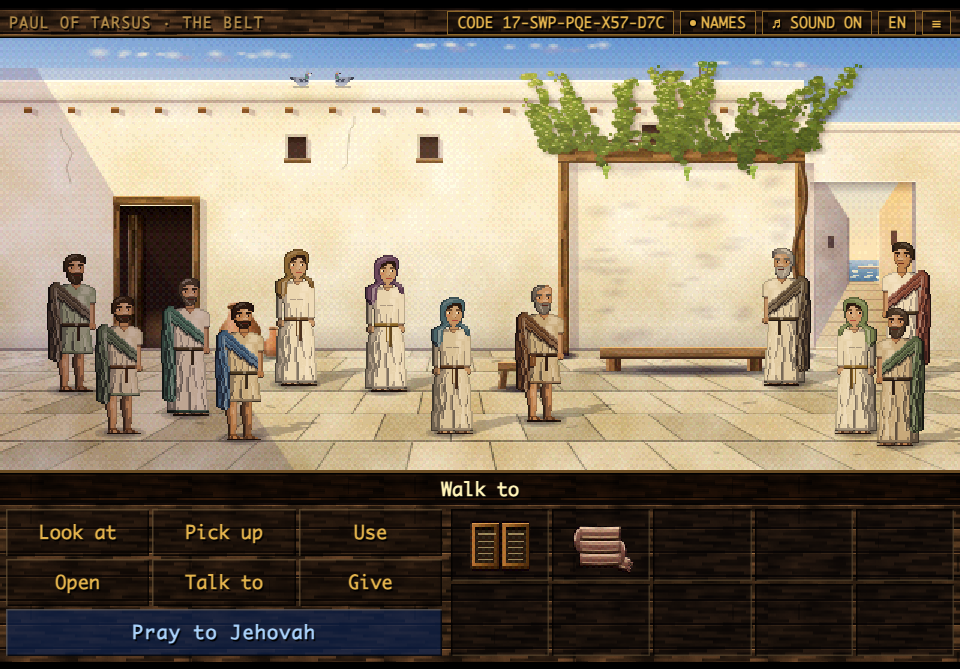 PAUL OF TARSUS · THE BELT
CODE 17-SWP-PQE-X57-D7C
• NAMES
♬ SOUND ON
EN
≡
Walk to
Look at
Pick up
Use
Open
Talk to
Give
Pray to Jehovah